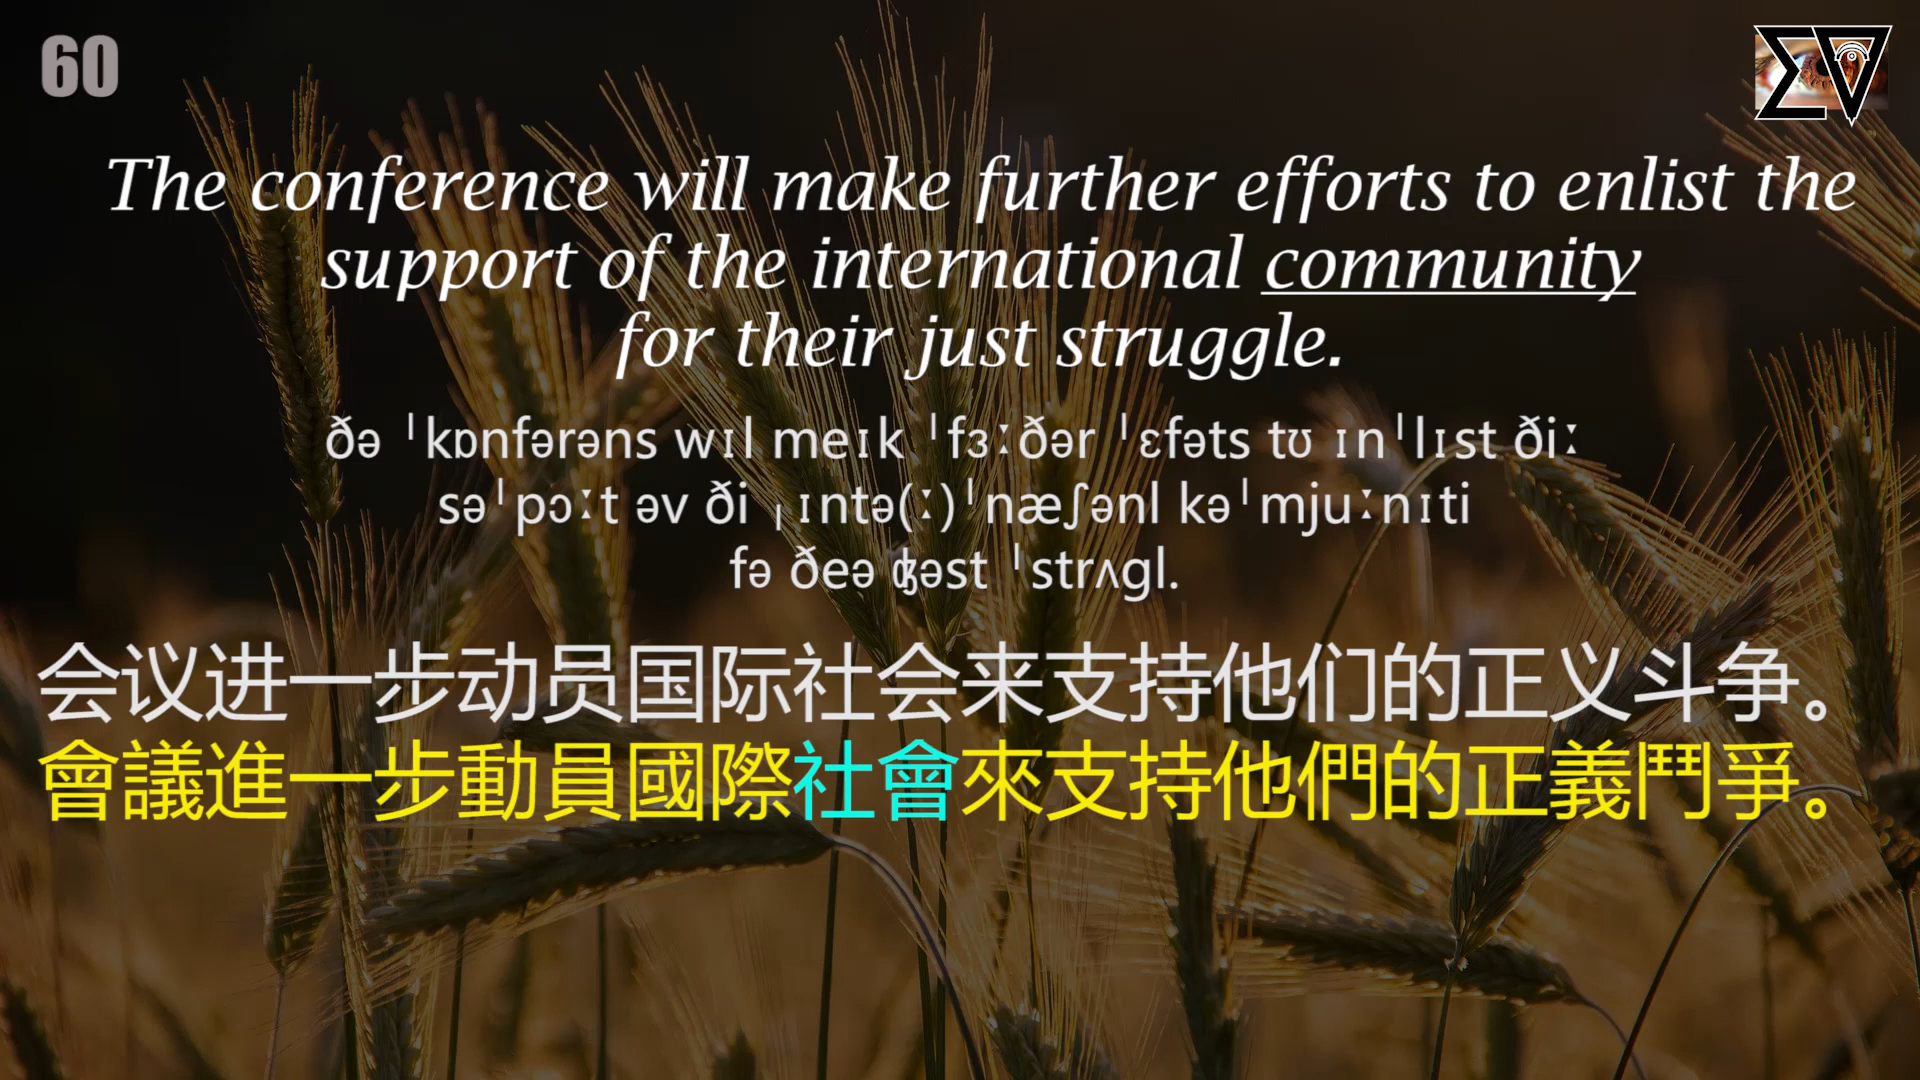 60
The conference will make further efforts to enlist the
support of the international community
for their just struggle.
ðə ˈkɒnfərəns wɪl meɪk ˈfɜːðər ˈɛfəts tʊ ɪnˈlɪst ðiː
səˈpɔːt əv ði ˌɪntə(ː)ˈnæʃənl kəˈmjuːnɪti
fə ðeə ʤəst ˈstrʌgl.
会议进一步动员国际社会来支持他们的正义斗争。
會議進一步動員國際社會來支持他們的正義鬥爭。